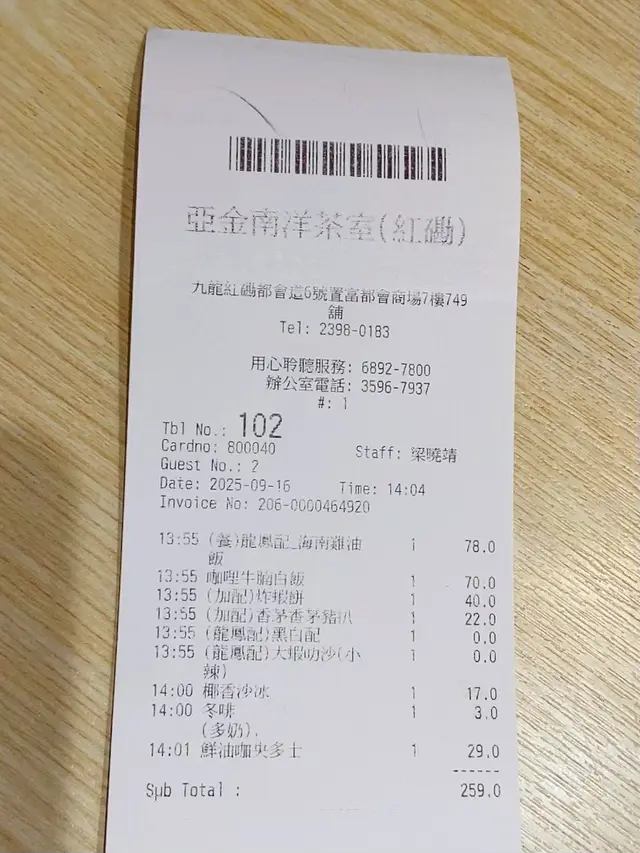 亞金南洋茶室(紅磡)
九龍紅磡都會道6號置富都會商場7樓749
舖
Tel: 2398-0183
用心聆聽服務: 6892-7800
辦公室電話: 3596-7937
#: 1
Tbl No.: 102
Cardno: 800040 Staff: 梁曉靖
Guest No.: 2
Date: 2025-09-16 Time: 14:04
Invoice No: 206-0000464920
13:55 (餐)龍鳳配_海南雞油 1 78.0
飯
13:55 咖哩牛腩白飯 1 70.0
13:55 (加配)炸蝦餅 1 40.0
13:55 (加配)香茅香茅豬扒 1 22.0
13:55 (龍鳳配)黑白配 1 0.0
13:55 (龍鳳配)大蝦叻沙(小 1 0.0
辣)
14:00 椰香沙冰 1 17.0
14:00 冬啡 1 3.0
(多奶),
14:01 鮮油咖央多士 1 29.0
------
Sub Total : 259.0